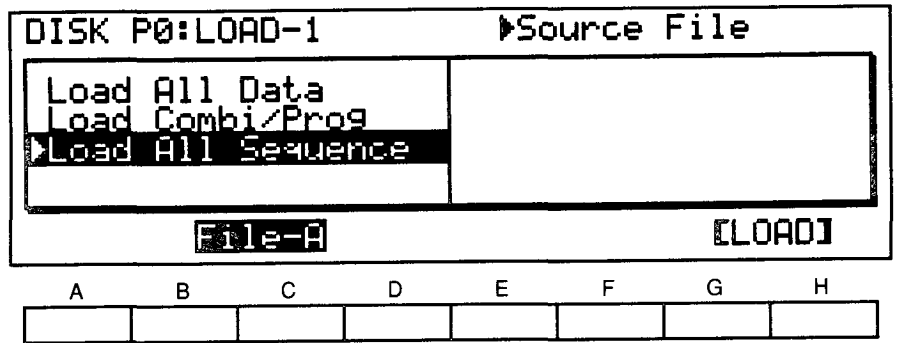 DISK P0:LOAD-1 ▶Source File
Load All Data
Load Combi/Prog
▶Load All Sequence
File-A [LOAD]
A B C D E F G H